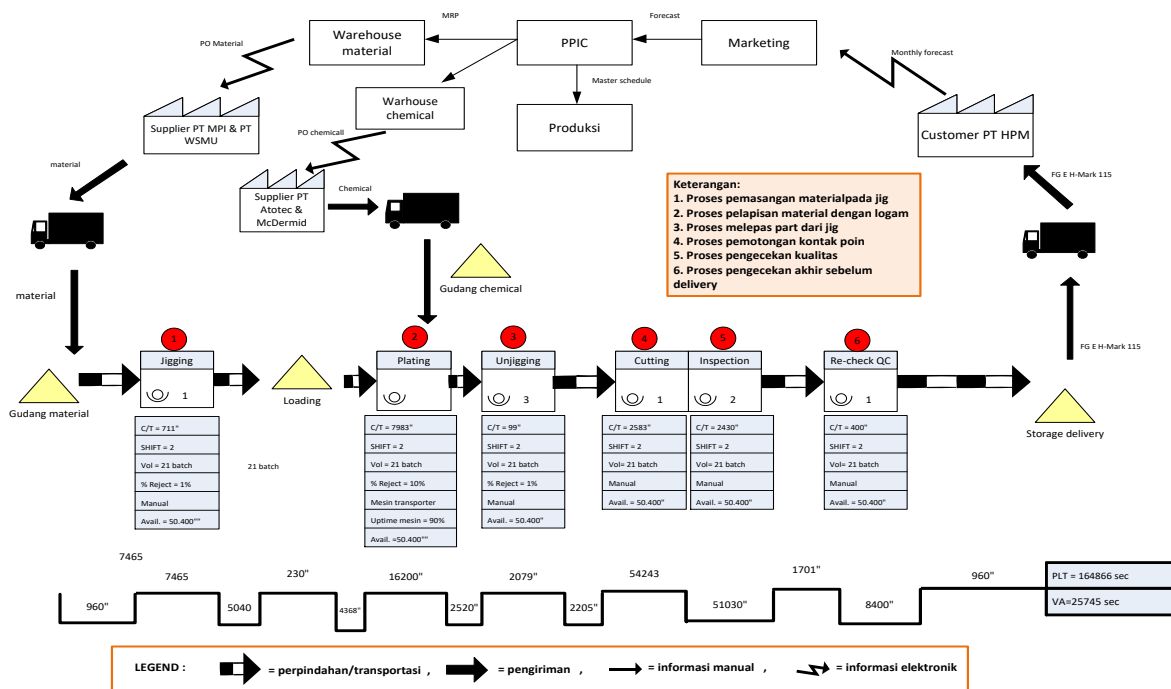 MRP
Forecast
PO Material
Warehouse
material
PPIC
Marketing
Monthly forecast
Master schedule
Warhouse
chemical
Produksi
Supplier PT MPI & PT
WSMU
PO chemicall
Customer PT HPM
material
Supplier PT
Atotec &
McDermid
Chemical
FG E H-Mark 115
Keterangan:
1. Proses pemasangan materialpada jig
2. Proses pelapisan material dengan logam
3. Proses melepas part dari jig
4. Proses pemotongan kontak poin
5. Proses pengecekan kualitas
6. Proses pengecekan akhir sebelum
delivery
material
Gudang chemical
FG E H-Mark 115
1
2
3
4
5
6
Jigging
Plating
Unjigging
Cutting
Inspection
Re-check QC
1
3
1
2
1
Gudang material
Loading
Storage delivery
C/T = 711"
SHIFT = 2
Vol = 21 batch
% Reject = 1%
Manual
Avail. = 50.400""
21 batch
C/T = 7983"
SHIFT = 2
Vol = 21 batch
% Reject = 10%
Mesin transporter
Uptime mesin = 90%
Avail. =50.400""
C/T = 99"
SHIFT = 2
Vol = 21 batch
% Reject = 1%
Manual
Avail. = 50.400"
C/T = 2583"
SHIFT = 2
Vol= 21 batch
Manual
Avail. = 50.400"
C/T = 2430"
SHIFT = 2
Vol= 21 batch
Manual
Avail. = 50.400"
C/T = 400"
SHIFT = 2
Vol= 21 batch
Manual
Avail. = 50.400"
7465
7465
230"
16200"
2079"
54243
1701"
960"
960"
5040
4368"
2520"
2205"
51030"
8400"
PLT = 164866 sec
VA=25745 sec
LEGEND :
= perpindahan/transportasi ,
= pengiriman ,
= informasi manual ,
= informasi elektronik